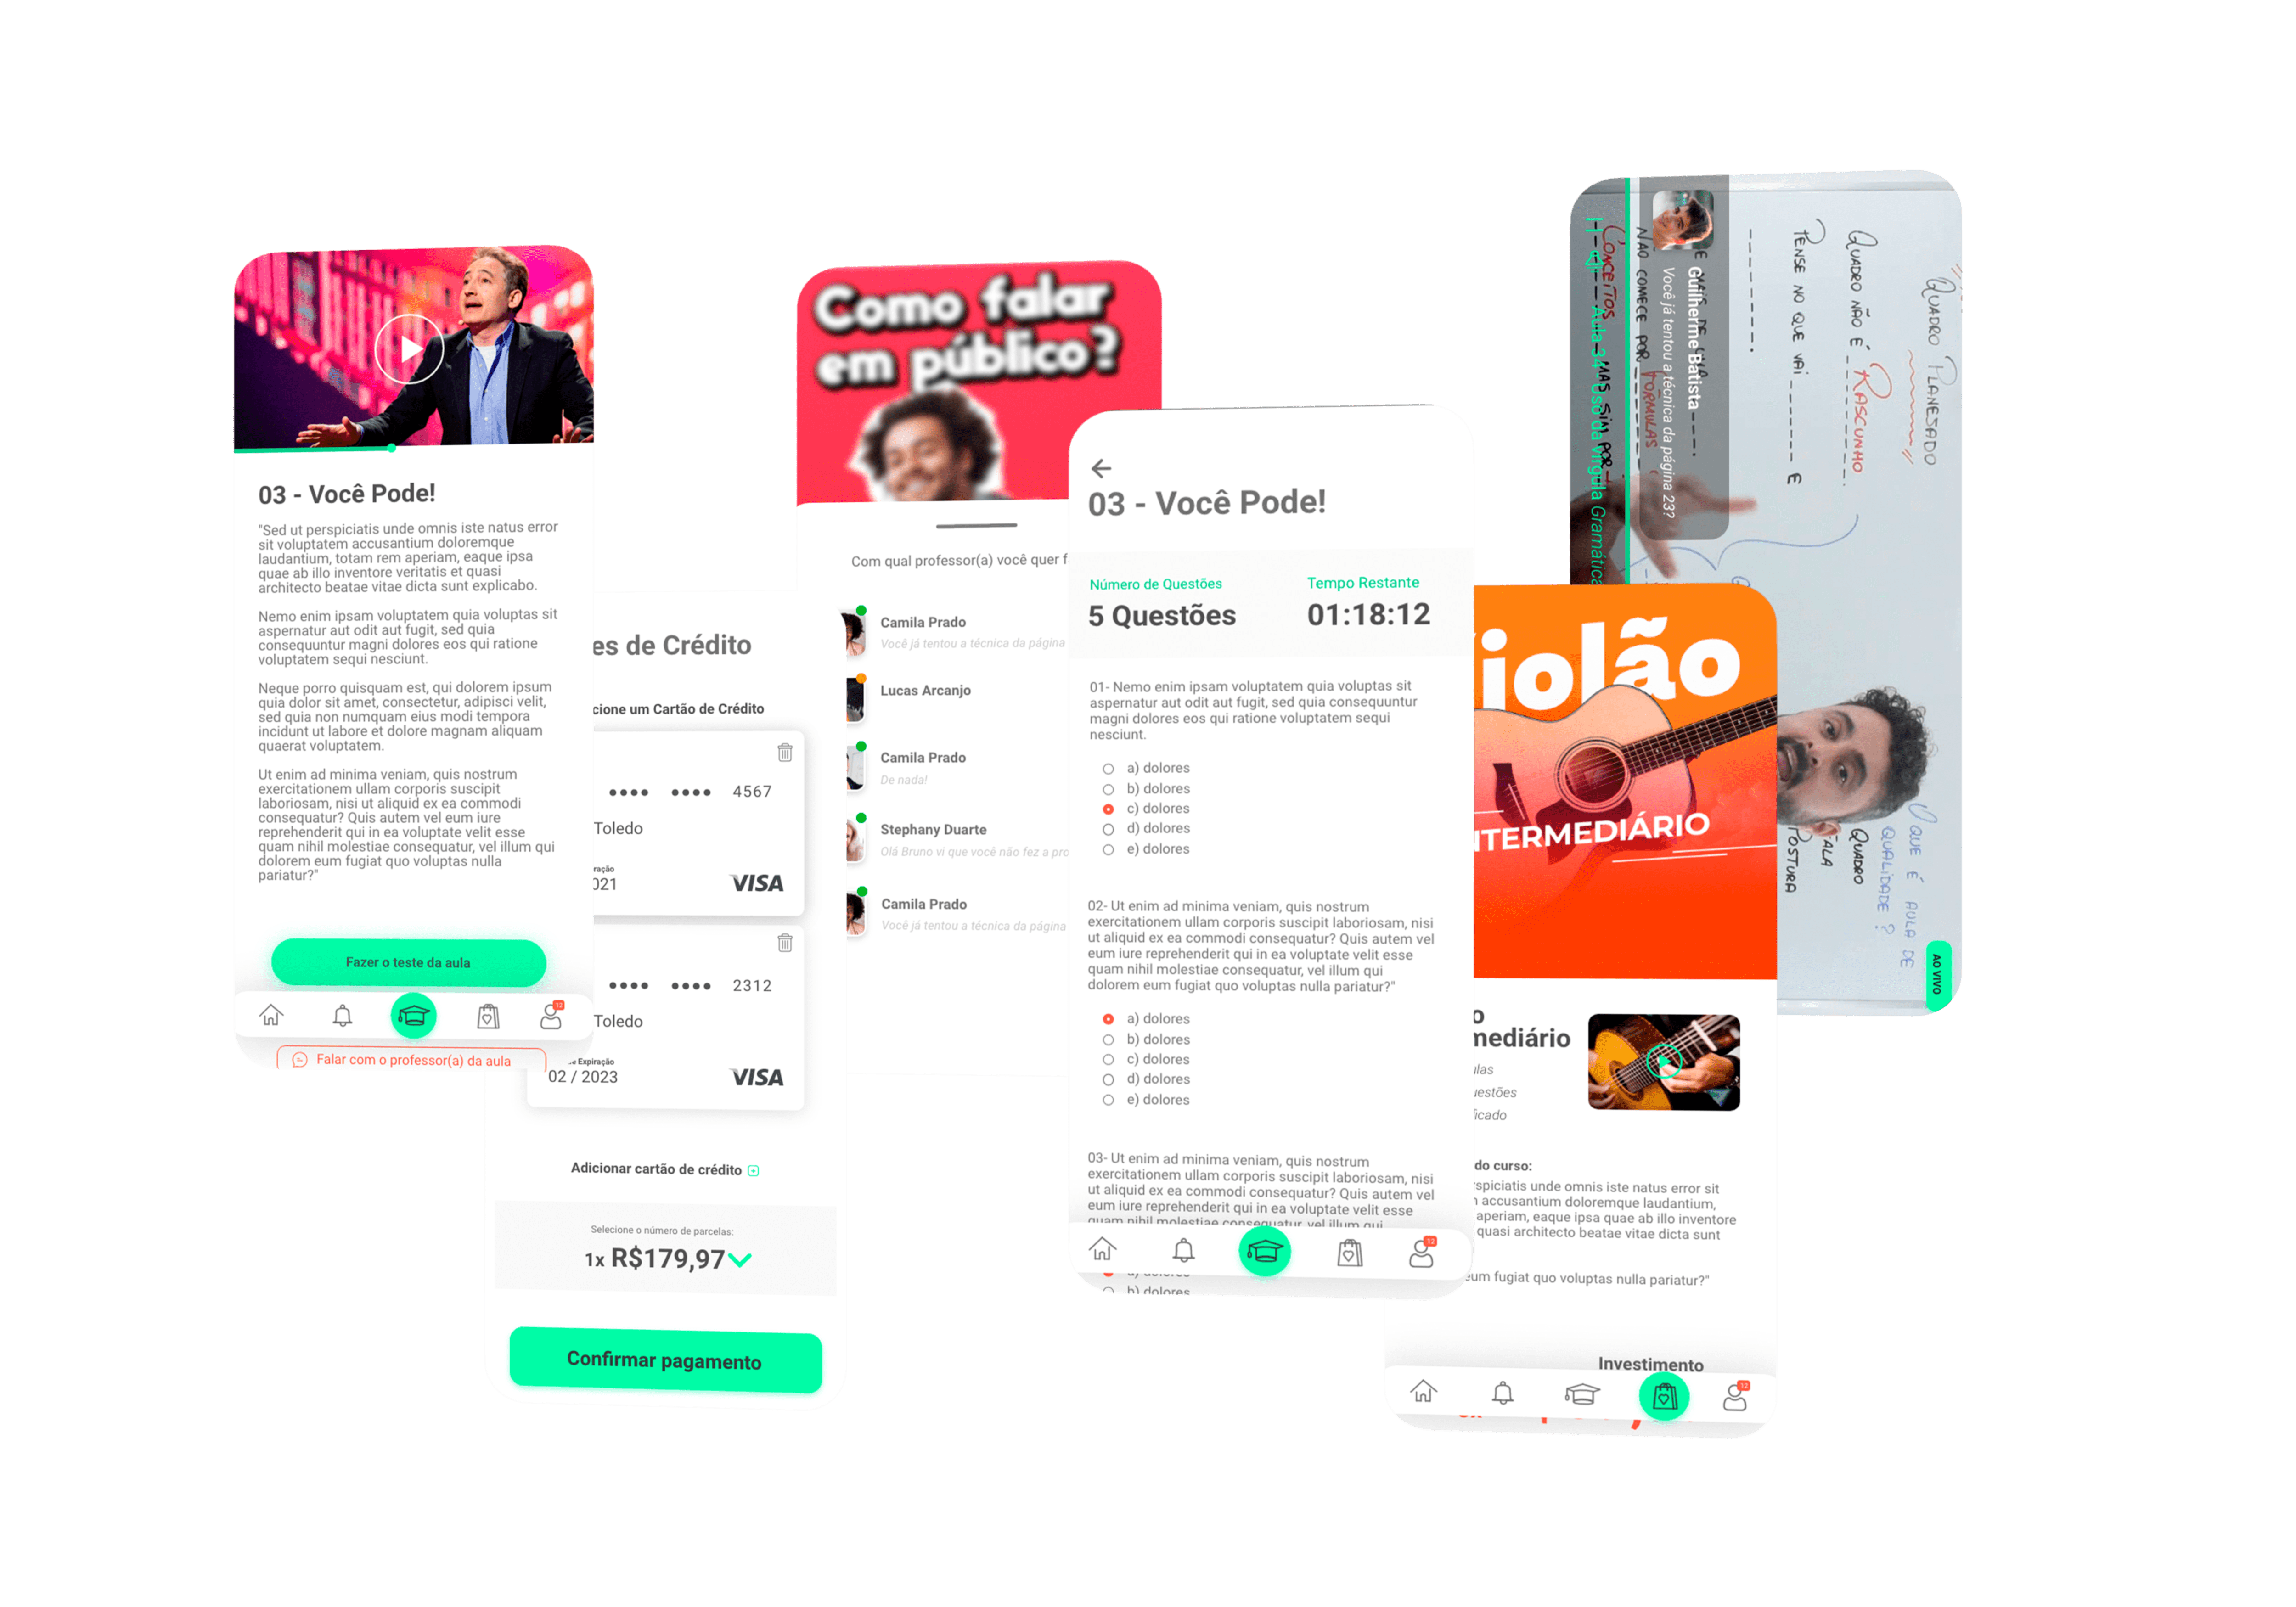 03 - Você Pode!
"Sed ut perspiciatis unde omnis iste natus error
sit voluptatem accusantium doloremque
laudantium, totam rem aperiam, eaque ipsa
quae ab illo inventore veritatis et quasi
architecto beatae vitae dicta sunt explicabo.
Nemo enim ipsam voluptatem quia voluptas sit
aspernatur aut odit aut fugit, sed quia
consequuntur magni dolores eos qui ratione
voluptatem sequi nesciunt.
Neque porro quisquam est, qui dolorem ipsum
quia dolor sit amet, consectetur, adipisci velit,
sed quia non numquam eius modi tempora
incidunt ut labore et dolore magnam aliquam
quaerat voluptatem.
Ut enim ad minima veniam, quis nostrum
exercitationem ullam corporis suscipit
laboriosam, nisi ut aliquid ex ea commodi
consequatur? Quis autem vel eum iure
reprehenderit qui in ea voluptate velit esse
quam nihil molestiae consequatur, vel illum qui
dolorem eum fugiat quo voluptas nulla
pariatur?"
Fazer o teste da aula
12
Falar com o professor(a) da aula
es de Crédito
cione um Cartão de Crédito
•••• •••• 4567
Toledo
ração
021
VISA
•••• •••• 2312
Toledo
Expiração
02 / 2023
VISA
Adicionar cartão de crédito
Selecione o número de parcelas:
1x R$179,97
Confirmar pagamento
Como falar
em público?
Com qual professor(a) você quer f
Camila Prado
Você já tentou a técnica da página
Lucas Arcanjo
Camila Prado
De nada!
Stephany Duarte
Olá Bruno vi que você não fez a pro
Camila Prado
Você já tentou a técnica da página
03 - Você Pode!
Número de Questões
5 Questões
Tempo Restante
01:18:12
01- Nemo enim ipsam voluptatem quia voluptas sit
aspernatur aut odit aut fugit, sed quia consequuntur
magni dolores eos qui ratione voluptatem sequi
nesciunt.
a) dolores
b) dolores
c) dolores
d) dolores
e) dolores
02- Ut enim ad minima veniam, quis nostrum
exercitationem ullam corporis suscipit laboriosam, nisi
ut aliquid ex ea commodi consequatur? Quis autem vel
eum iure reprehenderit qui in ea voluptate velit esse
quam nihil molestiae consequatur, vel illum qui
dolorem eum fugiat quo voluptas nulla pariatur?"
a) dolores
b) dolores
c) dolores
d) dolores
e) dolores
03- Ut enim ad minima veniam, quis nostrum
exercitationem ullam corporis suscipit laboriosam, nisi
ut aliquid ex ea commodi consequatur? Quis autem vel
eum iure reprehenderit qui in ea voluptate velit esse
quam nihil molestiae consequatur, vel illum qui
12
b) dolores
iolão
NTERMEDIÁRIO
o
mediário
ulas
uestões
ficado
do curso:
rspiciatis unde omnis iste natus error sit
accusantium doloremque laudantium,
aperiam, eaque ipsa quae ab illo inventore
quasi architecto beatae vitae dicta sunt
eum fugiat quo voluptas nulla pariatur?"
Investimento
12
QUADRO PLANESADO
QUADRO NÃO É RASCUNHO
PENSE NO QUE VAI ------ E
-------.
Guilherme Batista
Você já tentou a técnica da página 23?
NÃO COMECE POR FÓRMULAS
CONCEITOS
Aula 34 - Uso da vírgula Gramática
O QUE É AULA DE
QUALIDADE?
QUADRO
FALA
POSTURA
AO VIVO